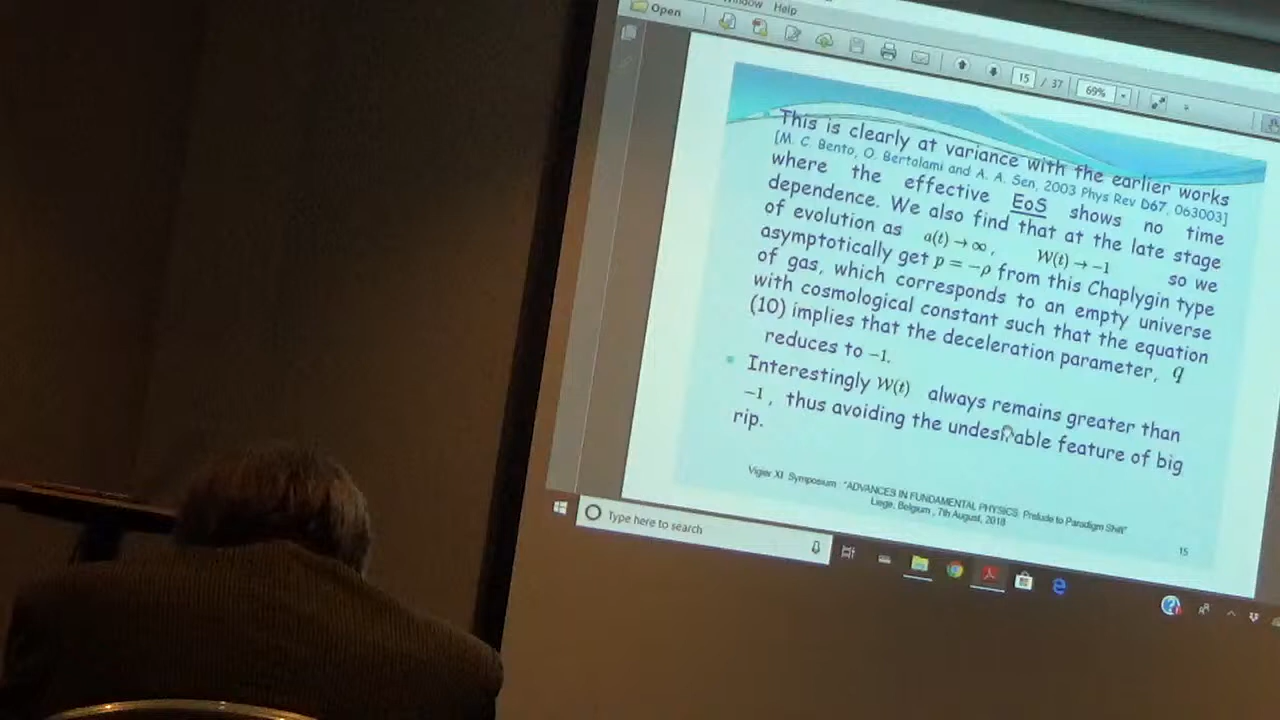 Window Help
Open
15 / 37
69%
This is clearly at variance with the earlier works
[M. C. Bento, O. Bertolami and A. A. Sen, 2003 Phys Rev D67, 063003]
where the effective EoS shows no time
dependence. We also find that at the late stage
of evolution as a(t) → ∞, W(t) → −1 so we
asymptotically get p = −ρ from this Chaplygin type
of gas, which corresponds to an empty universe
with cosmological constant such that the equation
(10) implies that the deceleration parameter, q
reduces to −1.
Interestingly W(t) always remains greater than
−1, thus avoiding the undesirable feature of big
rip.
Vigier XI Symposium : "ADVANCES IN FUNDAMENTAL PHYSICS: Prelude to Paradigm Shift"
Liege, Belgium , 7th August, 2018
15
Type here to search